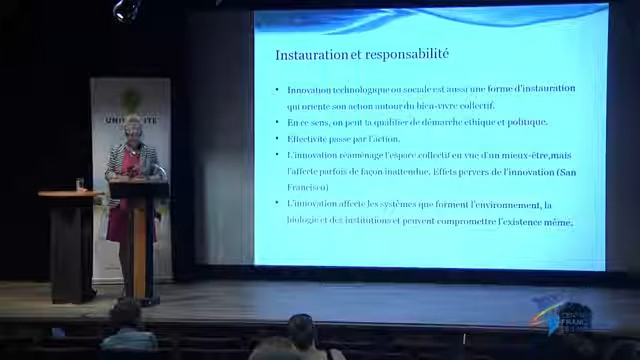 Instauration et responsabilité
• Innovation technologique ou sociale est aussi une forme d'instauration
qui oriente son action autour du bien-vivre collectif.
• En ce sens, on peut la qualifier de démarche éthique et politique.
• Effectivité passe par l'action.
• L'innovation réaménage l'espace collectif en vue d'un mieux-être,mais
l'affecte parfois de façon inattendue. Effets pervers de l'innovation (San
Francisco)
• L'innovation affecte les systèmes que forment l'environnement, la
biologie et des institutions et peuvent compromettre l'existence même.
UNIVERSITÉ